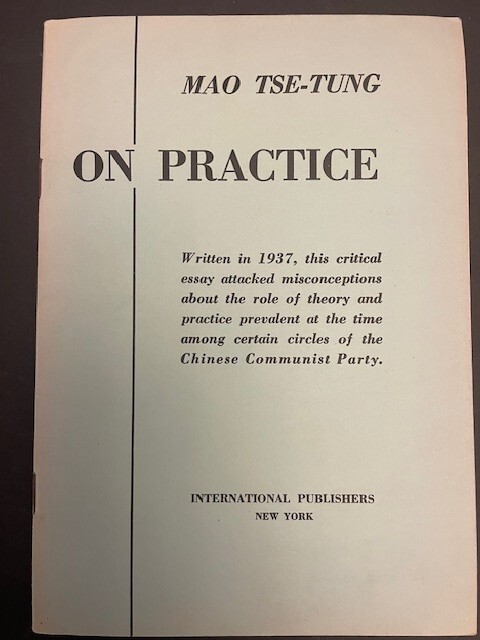 MAO TSE-TUNG
ON PRACTICE
Written in 1937, this critical
essay attacked misconceptions
about the role of theory and
practice prevalent at the time
among certain circles of the
Chinese Communist Party.
INTERNATIONAL PUBLISHERS
NEW YORK